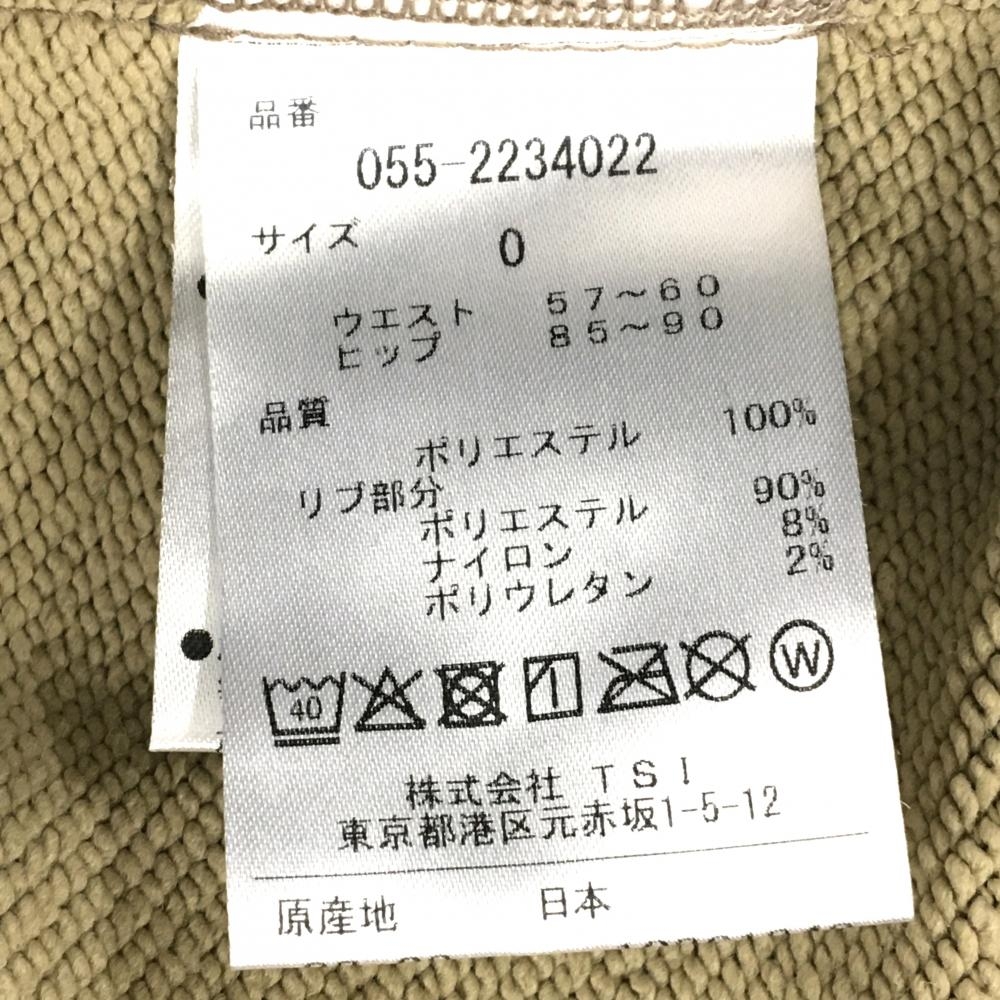 品番
055-2234022
サイズ 0
ウエスト 57～60
ヒップ 85～90
品質
ポリエステル 100%
リブ部分
ポリエステル 90%
ナイロン 8%
ポリウレタン 2%
40
W
株式会社 TSI
東京都港区元赤坂1-5-12
原産地 日本